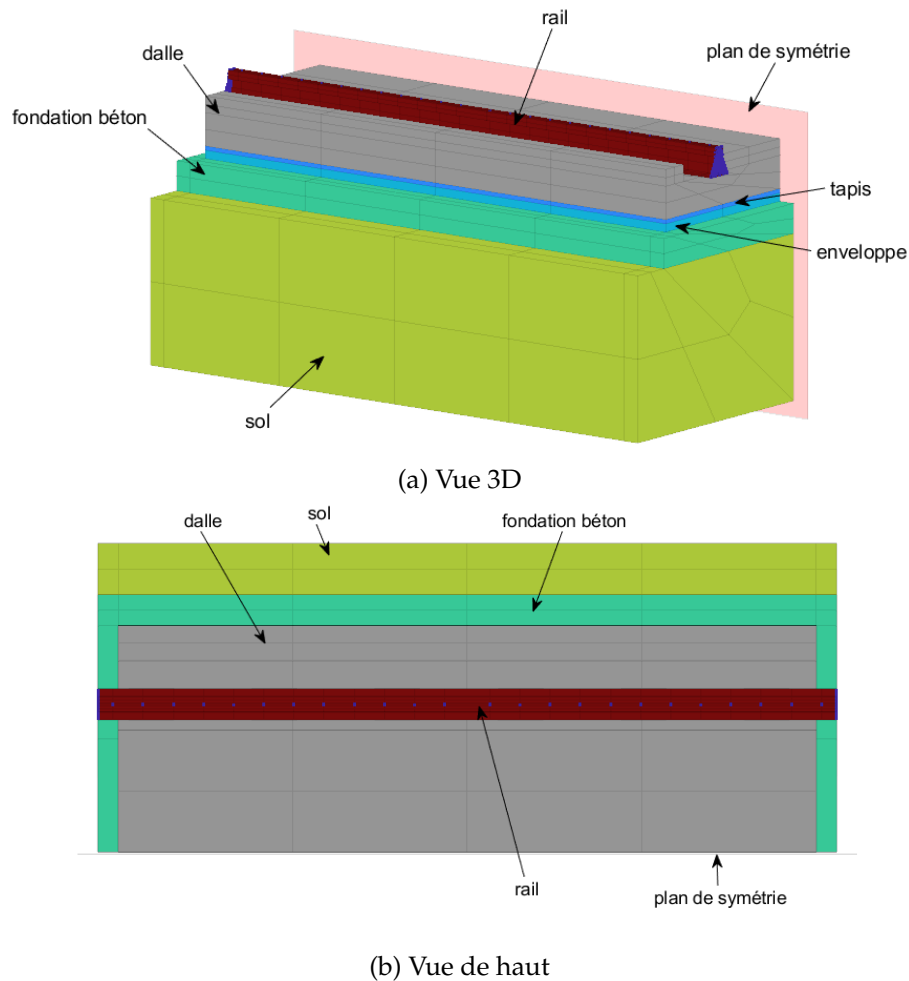 rail
dalle
plan de symétrie
fondation béton
tapis
enveloppe
sol
(a) Vue 3D
sol
dalle
fondation béton
rail
plan de symétrie
(b) Vue de haut